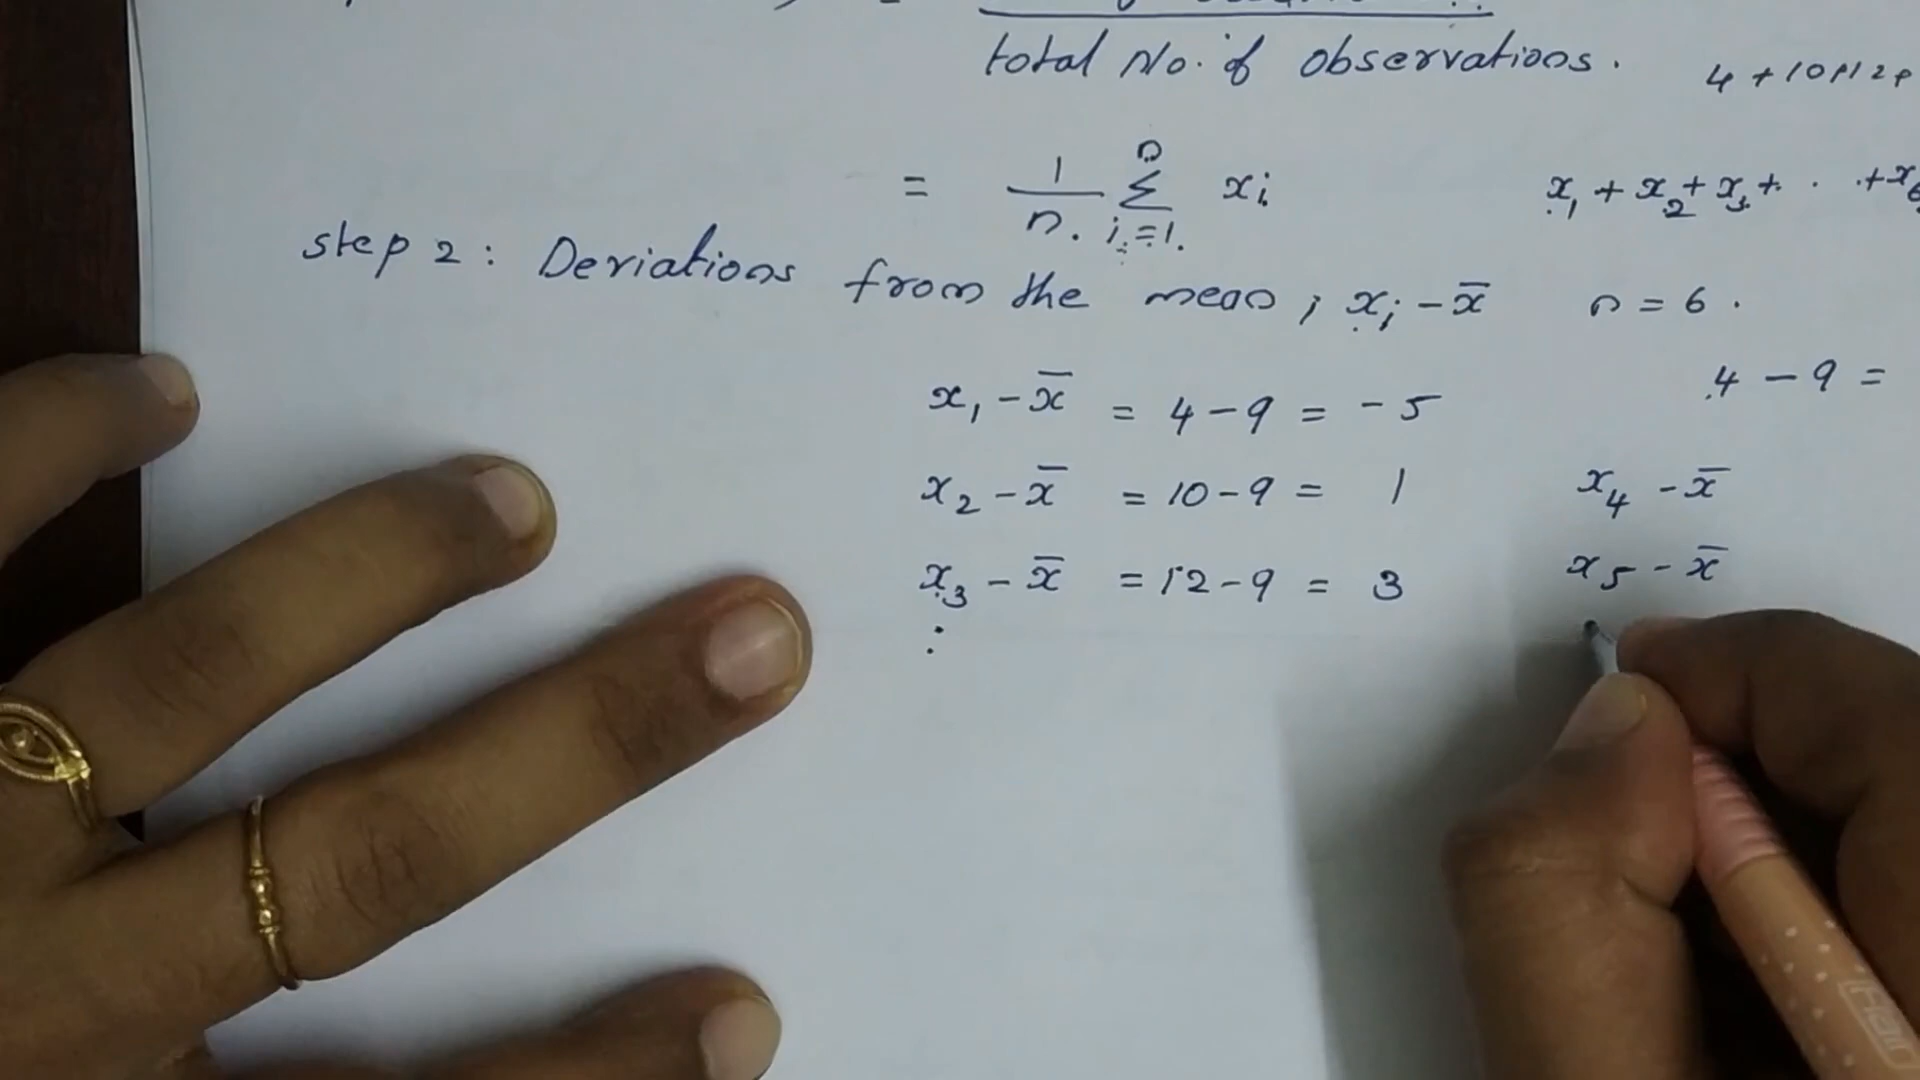 total No. of observations.
4 + 10 + 12 +
= 1/n. n Σ i=1. xi
x1 + x2 + x3 + . . + x6
step 2 : Deviations from the mean, xi - x̄
n = 6 .
4 - 9 =
x1 - x̄ = 4 - 9 = - 5
x2 - x̄ = 10 - 9 = 1
x4 - x̄
x3 - x̄ = 12 - 9 = 3
x5 - x̄
: